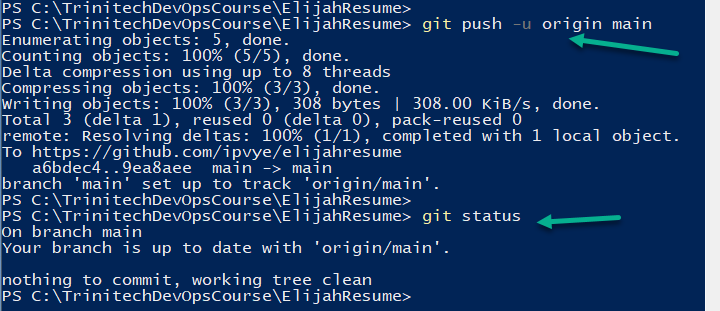 PS C:\TrinitechDevOpsCourse\ElijahResume>
PS C:\TrinitechDevOpsCourse\ElijahResume> git push -u origin main
Enumerating objects: 5, done.
Counting objects: 100% (5/5), done.
Delta compression using up to 8 threads
Compressing objects: 100% (3/3), done.
Writing objects: 100% (3/3), 308 bytes | 308.00 KiB/s, done.
Total 3 (delta 1), reused 0 (delta 0), pack-reused 0
remote: Resolving deltas: 100% (1/1), completed with 1 local object.
To https://github.com/ipvye/elijahresume
   a6bdec4..9ea8aee  main -> main
branch 'main' set up to track 'origin/main'.
PS C:\TrinitechDevOpsCourse\ElijahResume>
PS C:\TrinitechDevOpsCourse\ElijahResume> git status
On branch main
Your branch is up to date with 'origin/main'.

nothing to commit, working tree clean
PS C:\TrinitechDevOpsCourse\ElijahResume>